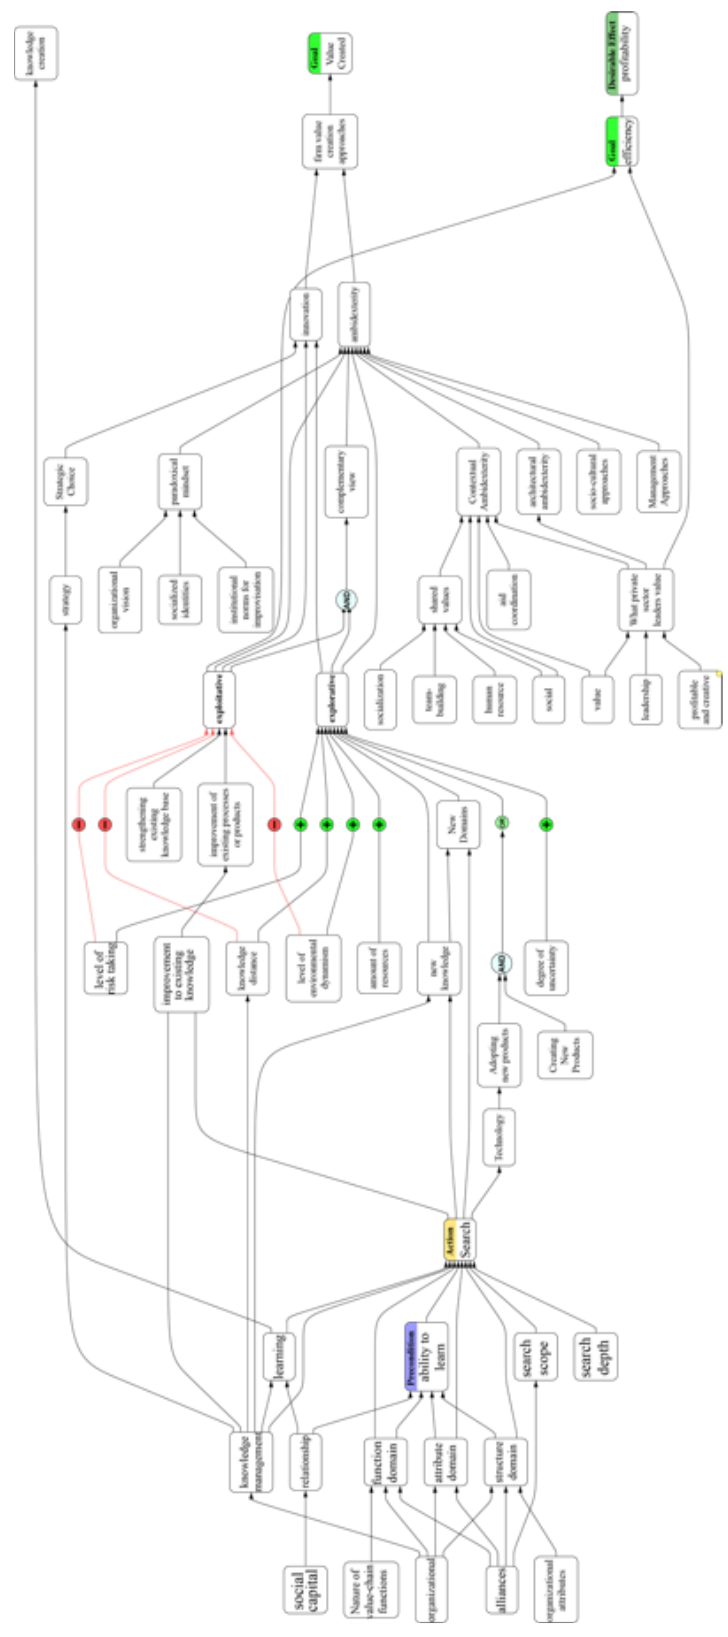 knowledge
creation
Goal
Value
Created
Desirable Effect
profitability
firm value
creation
approaches
Goal
efficiency
innovation
ambidexterity
Strategic
Choice
paradoxical
mindset
complementary
view
Contextual
Ambidexterity
architectural
ambidexterity
socio-cultural
approaches
Management
Approaches
strategy
organizational
vision
socialized
identities
institutional
norms for
improvisation
AND
shared
values
and
coordination
What private
sector
leaders value
exploitative
explorative
socialization
team-
building
human
resource
social
value
leadership
profitable
and creative
strengthening
existing
knowledge base
improvement of
existing processes
or products
New
Domains
or
level of
risk taking
improvement
to existing
knowledge
knowledge
distance
level of
environmental
dynamism
amount of
resources
new
knowledge
AND
degree of
uncertainty
Adopting
new products
Creating
New
Products
Technology
Action
Search
learning
Precondition
ability to
learn
search
scope
search
depth
knowledge
management
relationship
function
domain
attribute
domain
structure
domain
social
capital
Nature of
value-chain
functions
organizational
alliances
organizational
attributes